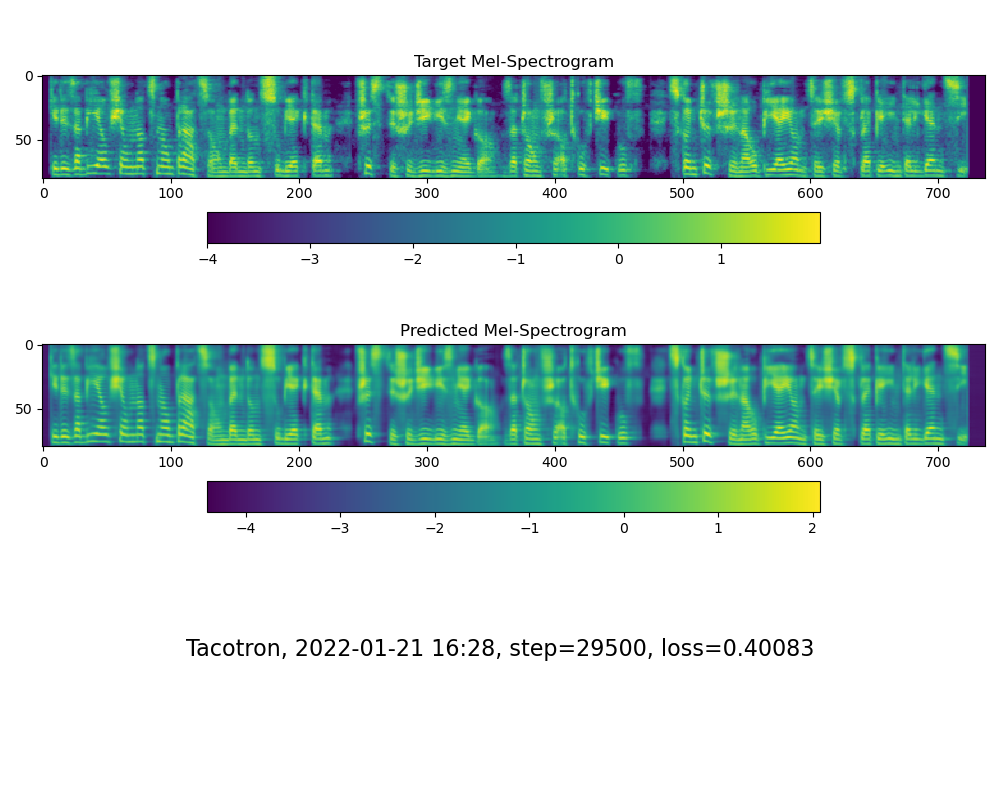 Target Mel-Spectrogram
0
50
0 100 200 300 400 500 600 700
−4 −3 −2 −1 0 1
Predicted Mel-Spectrogram
0
50
0 100 200 300 400 500 600 700
−4 −3 −2 −1 0 1 2
Tacotron, 2022-01-21 16:28, step=29500, loss=0.40083